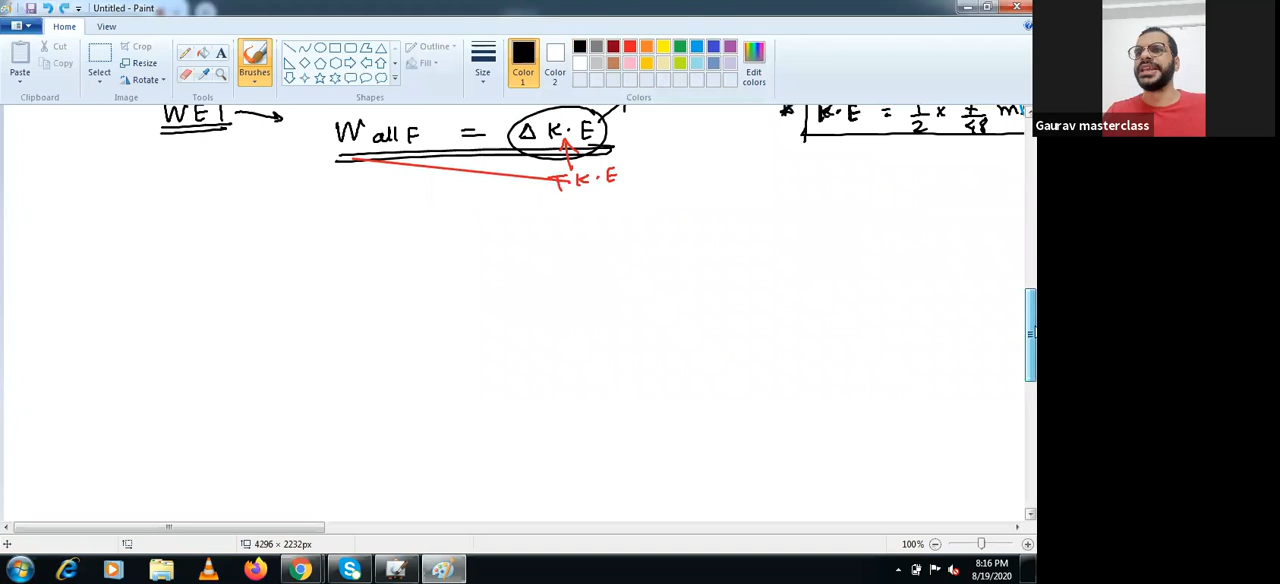 Untitled - Paint
Home View
Paste
Cut
Copy
Clipboard
Select
Crop
Resize
Rotate
Image
A
Tools
Brushes
Outline
Fill
Shapes
Size
Color 1
Color 2
Edit colors
Colors
Gaurav masterclass
W E T
W all F = Δ K·E
T K·E
* K·E = 1/2 × 7/48 m
4296 × 2232px
100%
8:16 PM
8/19/2020